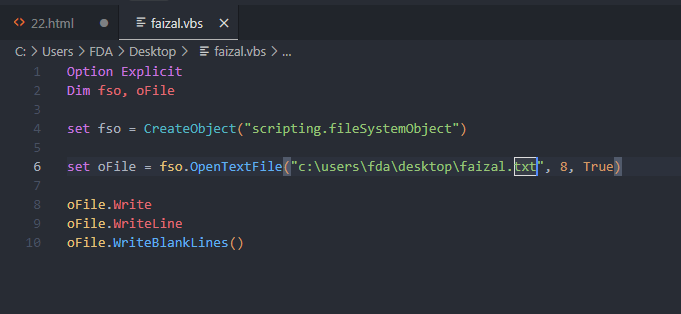 <> 22.html ● faizal.vbs ×
C: > Users > FDA > Desktop > faizal.vbs > ...
1 Option Explicit
2 Dim fso, oFile
3
4 set fso = CreateObject("scripting.fileSystemObject")
5
6 set oFile = fso.OpenTextFile("c:\users\fda\desktop\faizal.txt", 8, True)
7
8 oFile.Write
9 oFile.WriteLine
10 oFile.WriteBlankLines()